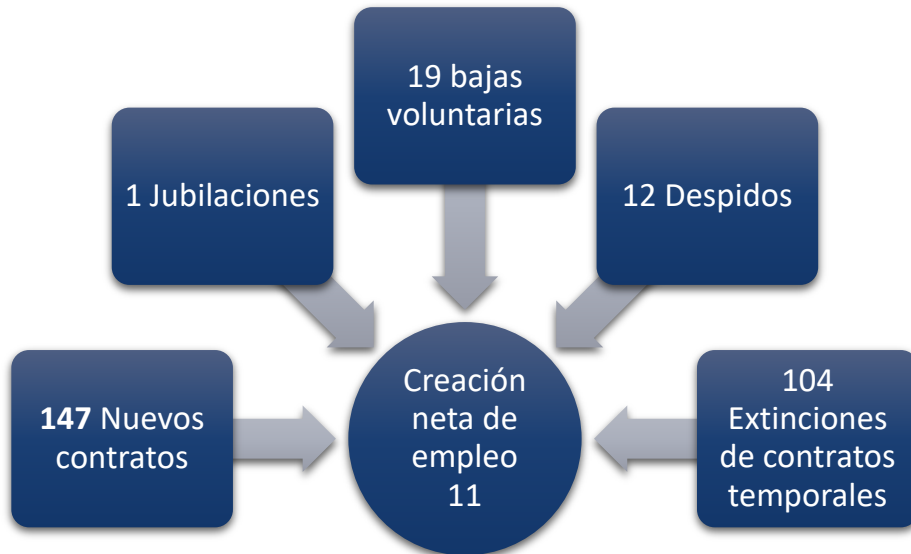 19 bajas
voluntarias
1 Jubilaciones
12 Despidos
147 Nuevos
contratos
Creación
neta de
empleo
11
104
Extinciones
de contratos
temporales